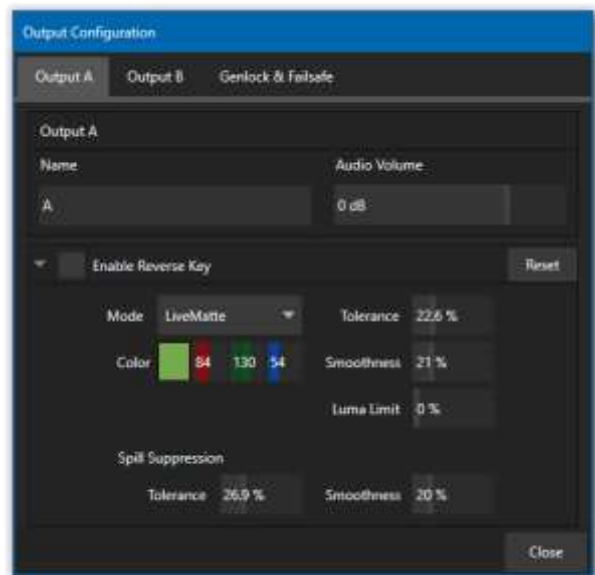 Output Configuration
Output A Output B Genlock & Failsafe
Output A
Name Audio Volume
A 0 dB
Enable Reverse Key Reset
Mode LiveMatte Tolerance 22.6 %
Color 84 130 54 Smoothness 21 %
Luma Limit 0 %
Spill Suppression
Tolerance 26.9 % Smoothness 20 %
Close